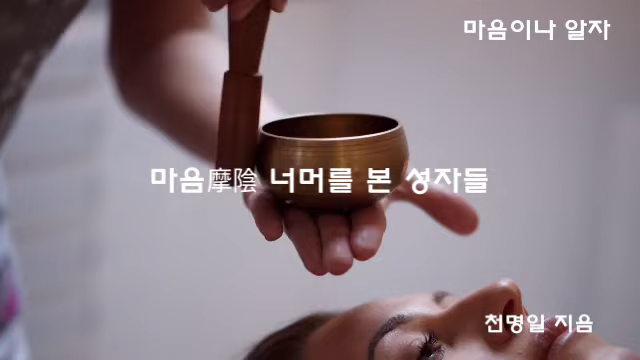 마음이나 알자
마음摩陰 너머를 본 성자들
천명일 지음